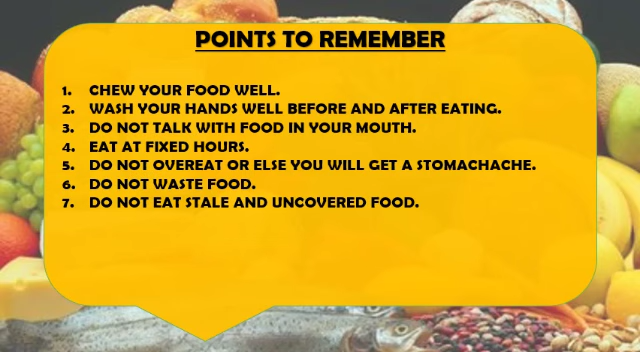 POINTS TO REMEMBER
1. CHEW YOUR FOOD WELL.
2. WASH YOUR HANDS WELL BEFORE AND AFTER EATING.
3. DO NOT TALK WITH FOOD IN YOUR MOUTH.
4. EAT AT FIXED HOURS.
5. DO NOT OVEREAT OR ELSE YOU WILL GET A STOMACHACHE.
6. DO NOT WASTE FOOD.
7. DO NOT EAT STALE AND UNCOVERED FOOD.